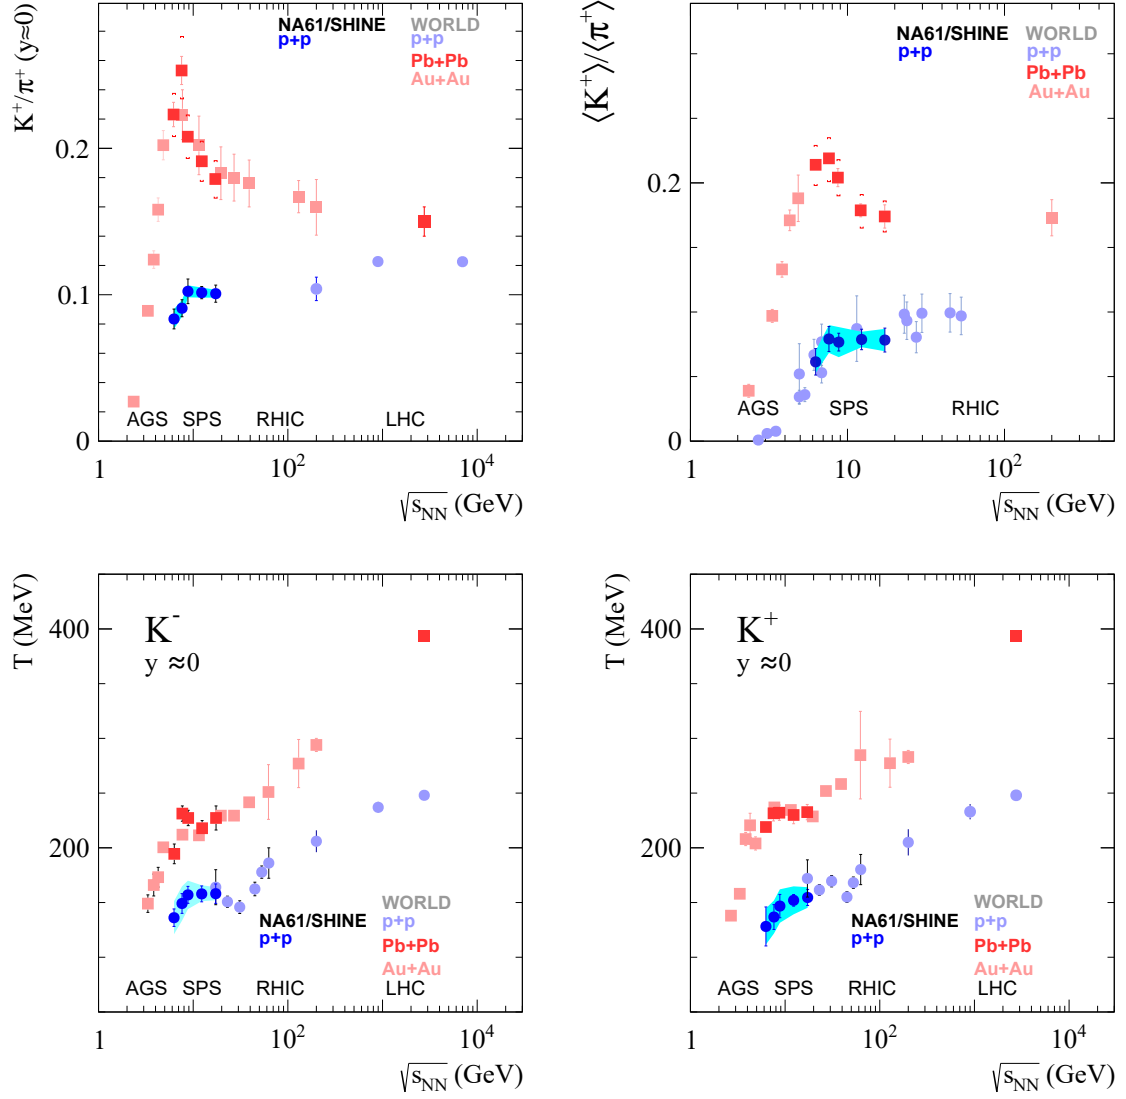 K⁺/π⁺ (y≈0)
NA61/SHINE
p+p
WORLD
p+p
Pb+Pb
Au+Au
0.2
0.1
0
AGS SPS RHIC LHC
1 10² 10⁴
√s_NN (GeV)
⟨K⁺⟩/⟨π⁺⟩
NA61/SHINE
p+p
WORLD
p+p
Pb+Pb
Au+Au
0.2
0
AGS SPS RHIC
1 10 10²
√s_NN (GeV)
T (MeV)
400
200
K⁻
y ≈0
NA61/SHINE
p+p
WORLD
p+p
Pb+Pb
Au+Au
AGS SPS RHIC LHC
1 10² 10⁴
√s_NN (GeV)
T (MeV)
400
200
K⁺
y ≈0
NA61/SHINE
p+p
WORLD
p+p
Pb+Pb
Au+Au
AGS SPS RHIC LHC
1 10² 10⁴
√s_NN (GeV)